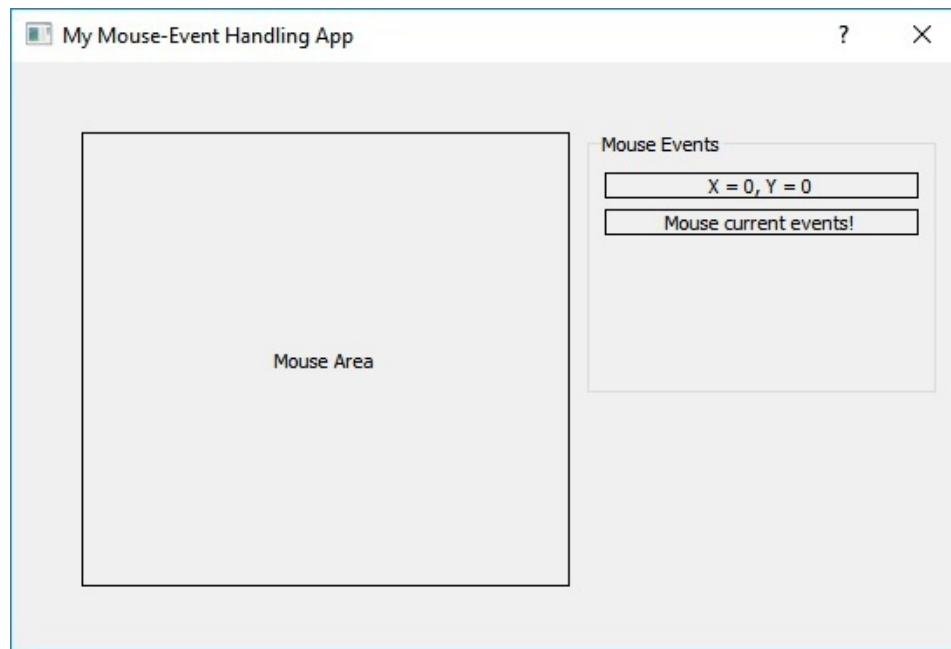 My Mouse-Event Handling App
?
Mouse Events
X = 0, Y = 0
Mouse current events!
Mouse Area